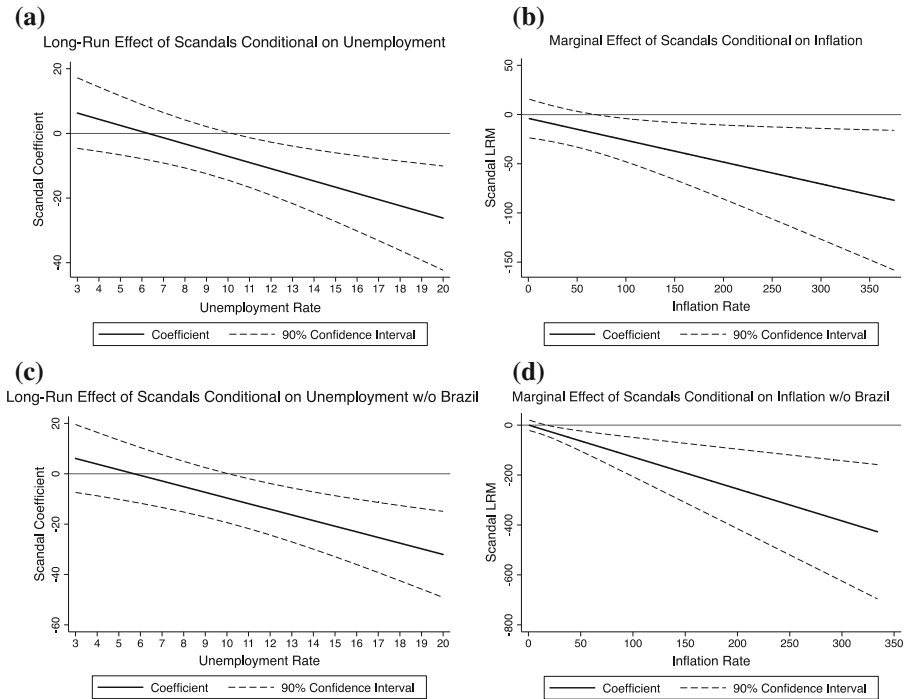 (a)
Long-Run Effect of Scandals Conditional on Unemployment
Scandal Coefficient
20
0
-20
-40
3 4 5 6 7 8 9 10 11 12 13 14 15 16 17 18 19 20
Unemployment Rate
Coefficient 90% Confidence Interval
(b)
Marginal Effect of Scandals Conditional on Inflation
Scandal LRM
50
0
-50
-100
-150
0 50 100 150 200 250 300 350
Inflation Rate
Coefficient 90% Confidence Interval
(c)
Long-Run Effect of Scandals Conditional on Unemployment w/o Brazil
Scandal Coefficient
20
0
-20
-40
-60
3 4 5 6 7 8 9 10 11 12 13 14 15 16 17 18 19 20
Unemployment Rate
Coefficient 90% Confidence Interval
(d)
Marginal Effect of Scandals Conditional on Inflation w/o Brazil
Scandal LRM
0
-200
-400
-600
-800
0 50 100 150 200 250 300 350
Inflation Rate
Coefficient 90% Confidence Interval